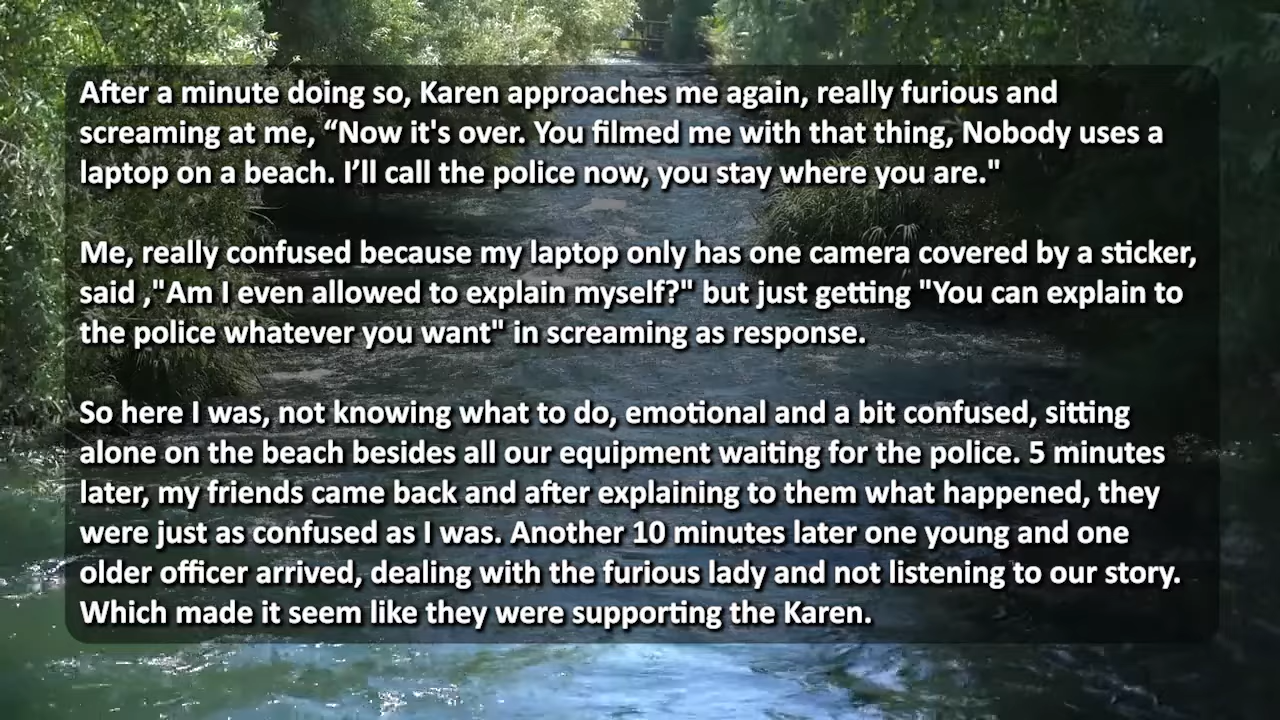 After a minute doing so, Karen approaches me again, really furious and
screaming at me, “Now it's over. You filmed me with that thing, Nobody uses a
laptop on a beach. I’ll call the police now, you stay where you are."
Me, really confused because my laptop only has one camera covered by a sticker,
said ,"Am I even allowed to explain myself?" but just getting "You can explain to
the police whatever you want" in screaming as response.
So here I was, not knowing what to do, emotional and a bit confused, sitting
alone on the beach besides all our equipment waiting for the police. 5 minutes
later, my friends came back and after explaining to them what happened, they
were just as confused as I was. Another 10 minutes later one young and one
older officer arrived, dealing with the furious lady and not listening to our story.
Which made it seem like they were supporting the Karen.